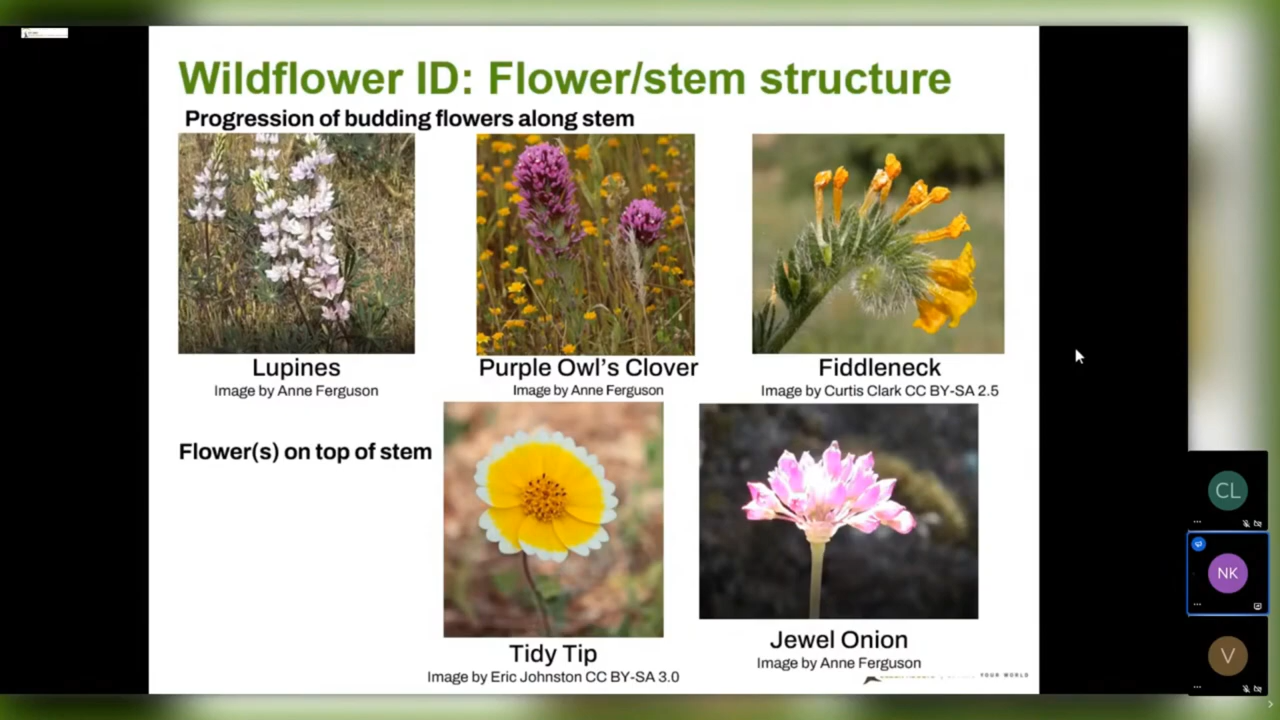 Wildflower ID: Flower/stem structure
Progression of budding flowers along stem
Lupines
Image by Anne Ferguson
Purple Owl's Clover
Image by Anne Ferguson
Fiddleneck
Image by Curtis Clark CC BY-SA 2.5
Flower(s) on top of stem
Tidy Tip
Image by Eric Johnston CC BY-SA 3.0
Jewel Onion
Image by Anne Ferguson
YOUR WORLD
CL
NK
V